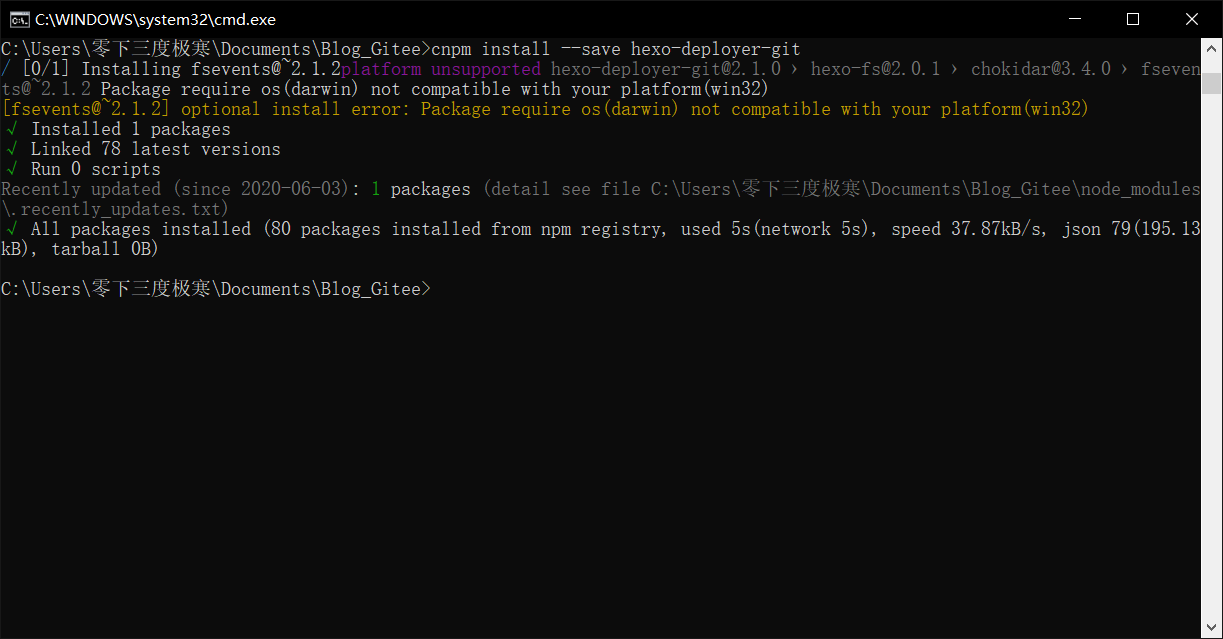 C:\WINDOWS\system32\cmd.exe
C:\Users\零下三度极寒\Documents\Blog_Gitee>cnpm install --save hexo-deployer-git
/ [0/1] Installing fsevents@~2.1.2platform unsupported hexo-deployer-git@2.1.0 › hexo-fs@2.0.1 › chokidar@3.4.0 › fseven
ts@~2.1.2 Package require os(darwin) not compatible with your platform(win32)
[fsevents@~2.1.2] optional install error: Package require os(darwin) not compatible with your platform(win32)
√ Installed 1 packages
√ Linked 78 latest versions
√ Run 0 scripts
Recently updated (since 2020-06-03): 1 packages (detail see file C:\Users\零下三度极寒\Documents\Blog_Gitee\node_modules
\.recently_updates.txt)
√ All packages installed (80 packages installed from npm registry, used 5s(network 5s), speed 37.87kB/s, json 79(195.13
kB), tarball 0B)
C:\Users\零下三度极寒\Documents\Blog_Gitee>